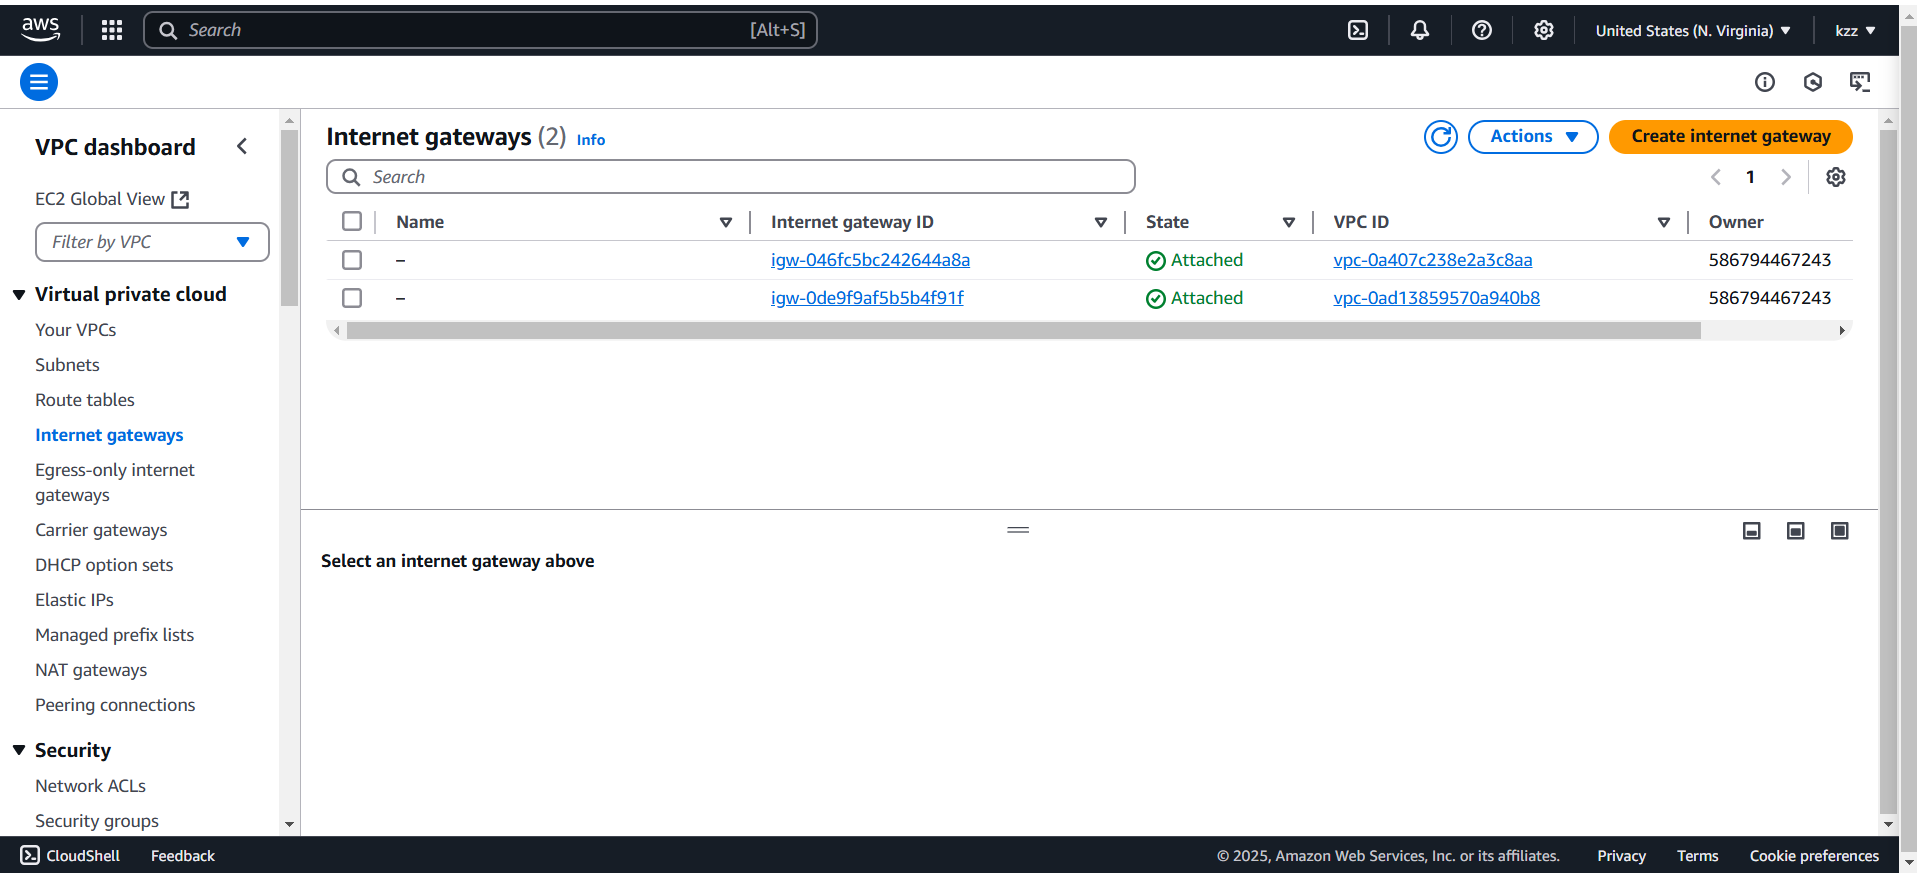 aws
Search [Alt+S]
United States (N. Virginia)
kzz
VPC dashboard
EC2 Global View
Filter by VPC
Virtual private cloud
Your VPCs
Subnets
Route tables
Internet gateways
Egress-only internet
gateways
Carrier gateways
DHCP option sets
Elastic IPs
Managed prefix lists
NAT gateways
Peering connections
Security
Network ACLs
Security groups
Internet gateways (2) Info
Actions
Create internet gateway
Search
1
Name Internet gateway ID State VPC ID Owner
– igw-046fc5bc242644a8a Attached vpc-0a407c238e2a3c8aa 586794467243
– igw-0de9f9af5b5b4f91f Attached vpc-0ad13859570a940b8 586794467243
Select an internet gateway above
CloudShell Feedback © 2025, Amazon Web Services, Inc. or its affiliates. Privacy Terms Cookie preferences